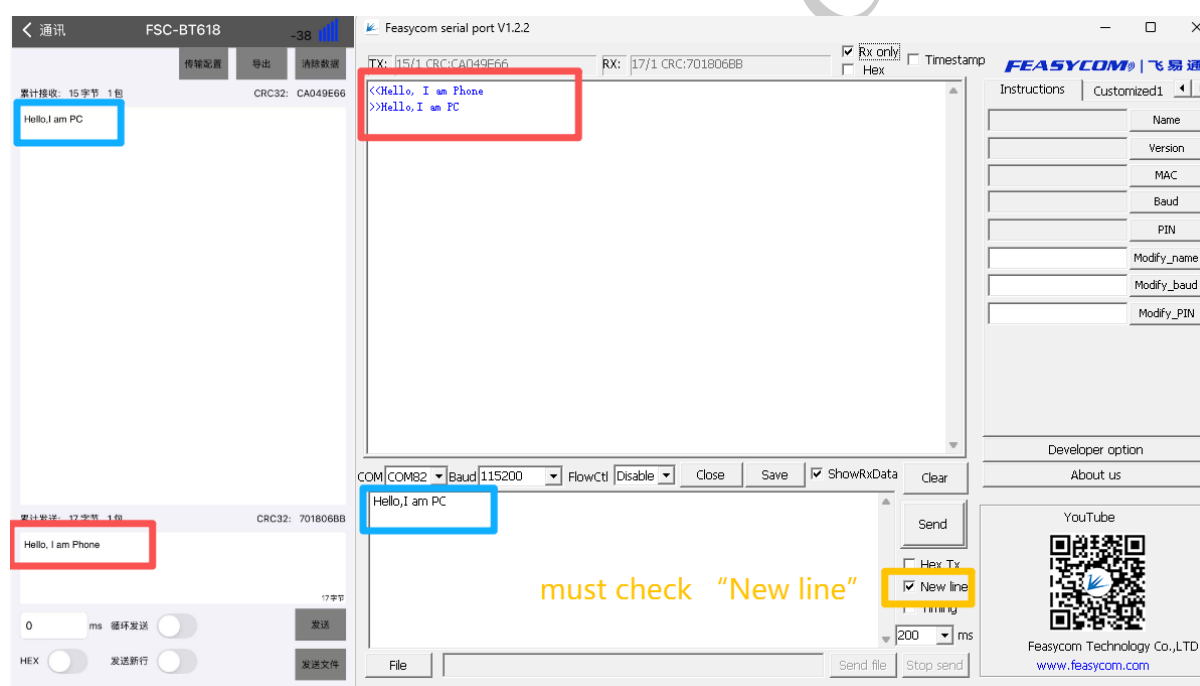 通讯
FSC-BT618
-38
传输配置
导出
清除数据
累计接收: 15字节 1包
CRC32: CA049E66
Hello,I am PC
累计发送: 17字节 1包
CRC32: 701806BB
Hello, I am Phone
17字节
0
ms
循环发送
发送
HEX
发送新行
发送文件
Feasycom serial port V1.2.2
TX: 15/1 CRC:CA049E66
RX: 17/1 CRC:701806BB
Rx only
Hex
Timestamp
<<Hello, I am Phone
>>Hello,I am PC
COM COM82 Baud 115200 FlowCtl Disable Close Save ShowRxData Clear
Hello,I am PC
Send
Hex Tx
must check “New line”
New line
Timing
200 ms
File
Send file
Stop send
FEASYCOM® | 飞易通
Instructions
Customized1
Name
Version
MAC
Baud
PIN
Modify_name
Modify_baud
Modify_PIN
Developer option
About us
YouTube
Feasycom Technology Co.,LTD
www.feasycom.com